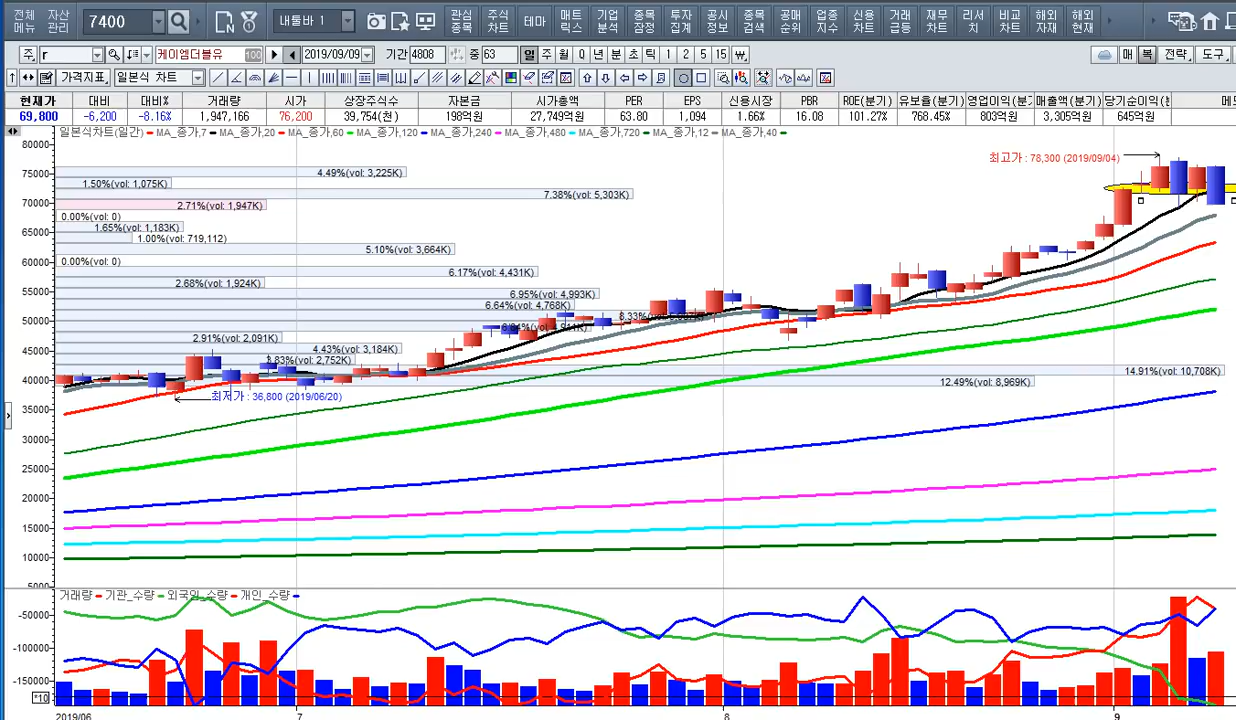 전체 자산 7400 내툴바 1 관심 주식 테마 매트 기업 종목 투자 공시 종목 공매 업종 신용 거래 재무 리서 비교 해외 해외
메뉴 관리 종목 차트 릭스 분석 잠정 집계 정보 검색 순위 지수 차트 급등 차트 치 차트 자재 현재
주 r 케이엠더블유 100 2019/09/09 기간 4808 중 63 일 주 월 Q 년 분 초 틱 1 2 5 15 ₩ 매 복 전략 도구
가격지표 일본식 차트
현재가 대비 대비% 거래량 시가 상장주식수 자본금 시가총액 PER EPS 신용시장 PBR ROE(분기) 유보율(분기) 영업이익(분기 매출액(분기) 당기순이익(분 메모
69,800 -6,200 -8.16% 1,947,166 76,200 39,754(천) 198억원 27,749억원 63.80 1,094 1.66% 16.08 101.27% 768.45% 803억원 3,305억원 645억원
일본식차트(일간) MA_종가,7 MA_종가,20 MA_종가,60 MA_종가,120 MA_종가,240 MA_종가,480 MA_종가,720 MA_종가,12 MA_종가,40
80000
최고가 : 78,300 (2019/09/04)
75000
4.49%(vol: 3,225K)
1.50%(vol: 1,075K)
7.38%(vol: 5,303K)
70000
2.71%(vol: 1,947K)
0.00%(vol: 0)
1.65%(vol: 1,183K)
65000
1.00%(vol: 719,112)
5.10%(vol: 3,664K)
60000
0.00%(vol: 0)
6.17%(vol: 4,431K)
2.68%(vol: 1,924K)
55000
6.95%(vol: 4,993K)
6.64%(vol: 4,768K)
50000
8.33%(vol:
2.91%(vol: 2,091K)
45000
4.43%(vol: 3,184K)
3.83%(vol: 2,752K)
14.91%(vol: 10,708K)
40000
12.49%(vol: 8,969K)
최저가 : 36,800 (2019/06/20)
35000
30000
25000
20000
15000
10000
5000
거래량 기관_수량 외국인_수량 개인_수량
-50000
-100000
-150000
*10
2019/06 7 8 9